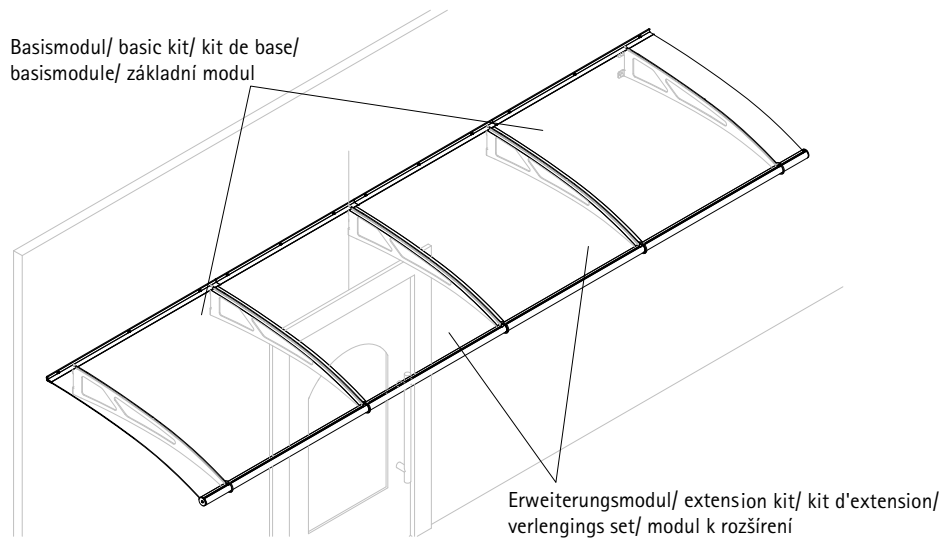 Basismodul/ basic kit/ kit de base/
basismodule/ základní modul
Erweiterungsmodul/ extension kit/ kit d'extension/
verlengings set/ modul k rozšírení